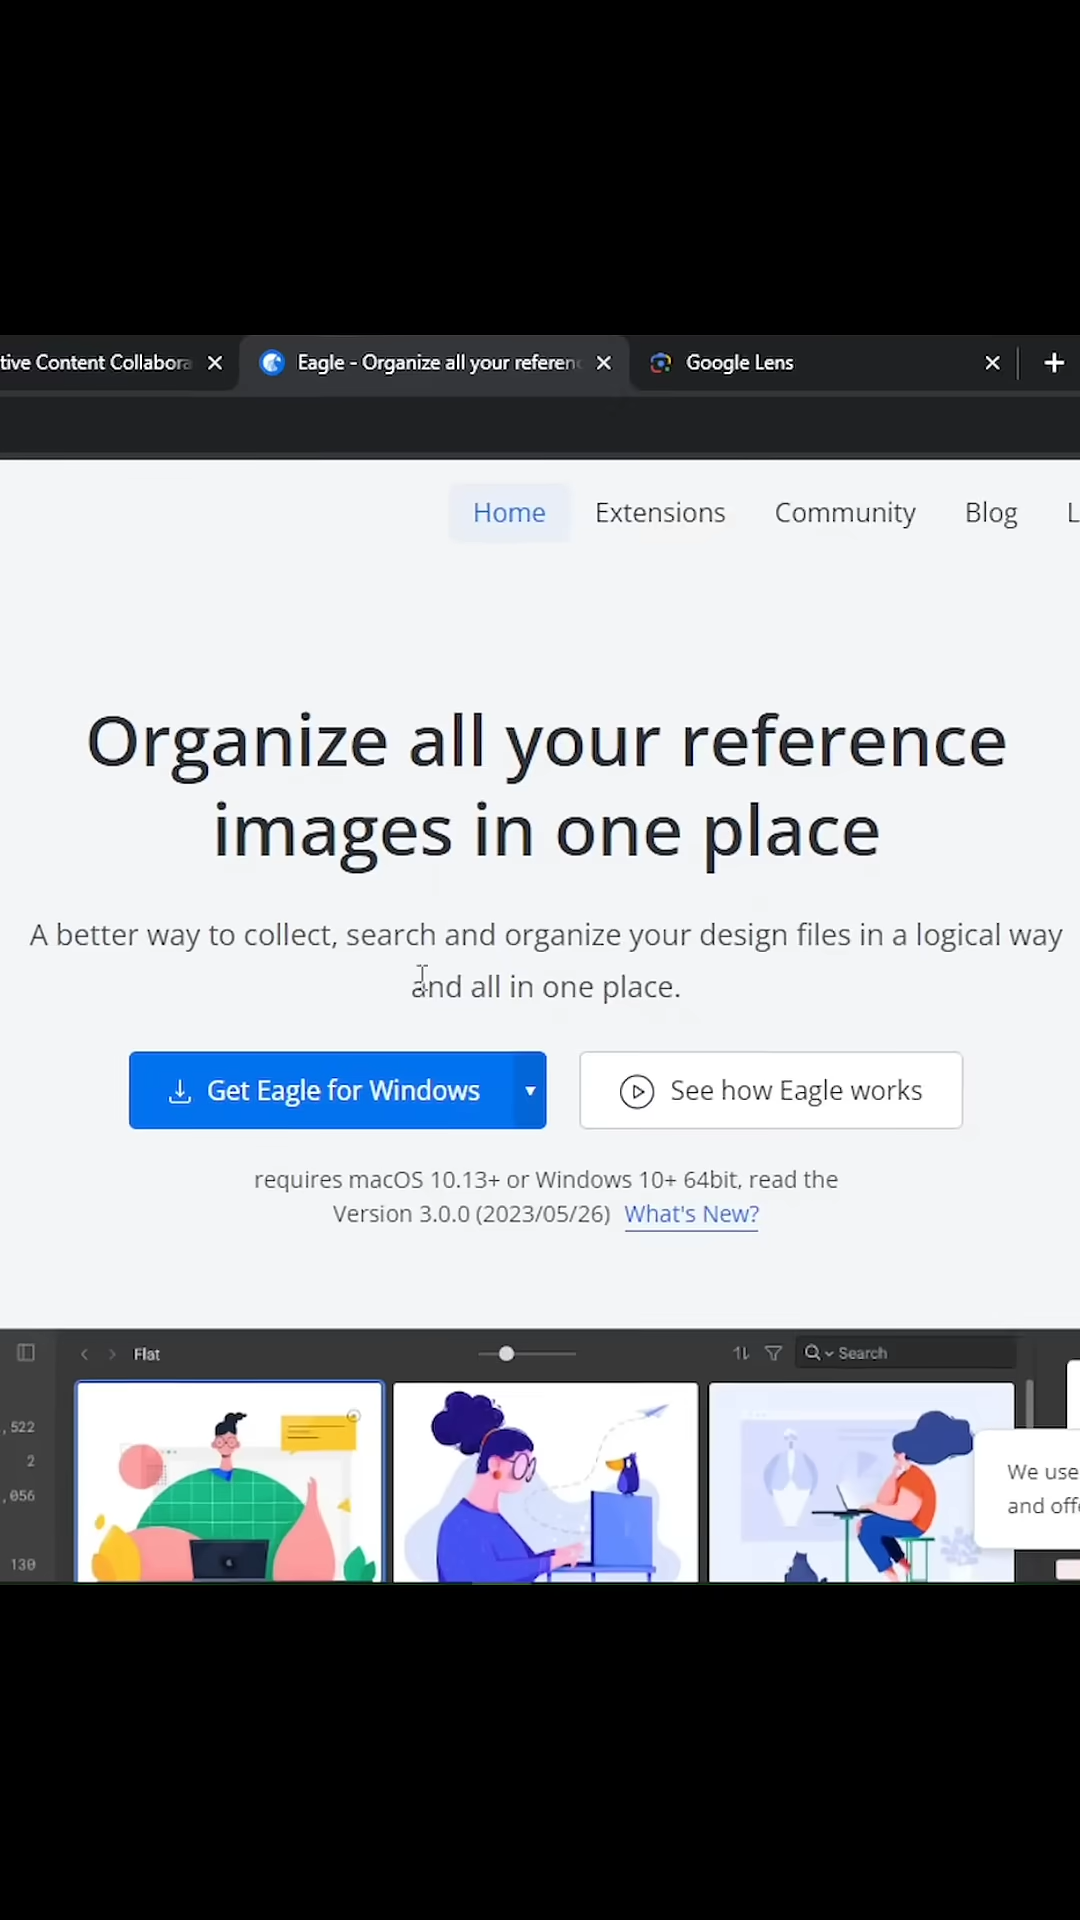 tive Content Collabora
Eagle - Organize all your referen
Google Lens
Home
Extensions
Community
Blog
L
Organize all your reference
images in one place
A better way to collect, search and organize your design files in a logical way
and all in one place.
Get Eagle for Windows
See how Eagle works
requires macOS 10.13+ or Windows 10+ 64bit, read the
Version 3.0.0 (2023/05/26) What's New?
Flat
Search
,522
2
,056
130
We use
and offe